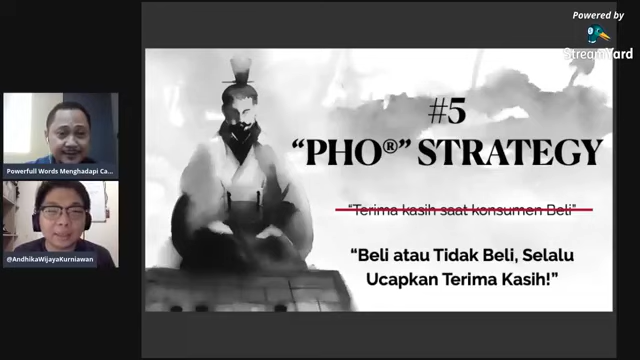 Powered by
StreamYard
#5
“PHO®” STRATEGY
“Terima kasih saat konsumen Beli”
“Beli atau Tidak Beli, Selalu
Ucapkan Terima Kasih!”
Powerfull Words Menghadapi Ca...
@AndhikaWijayaKurniawan